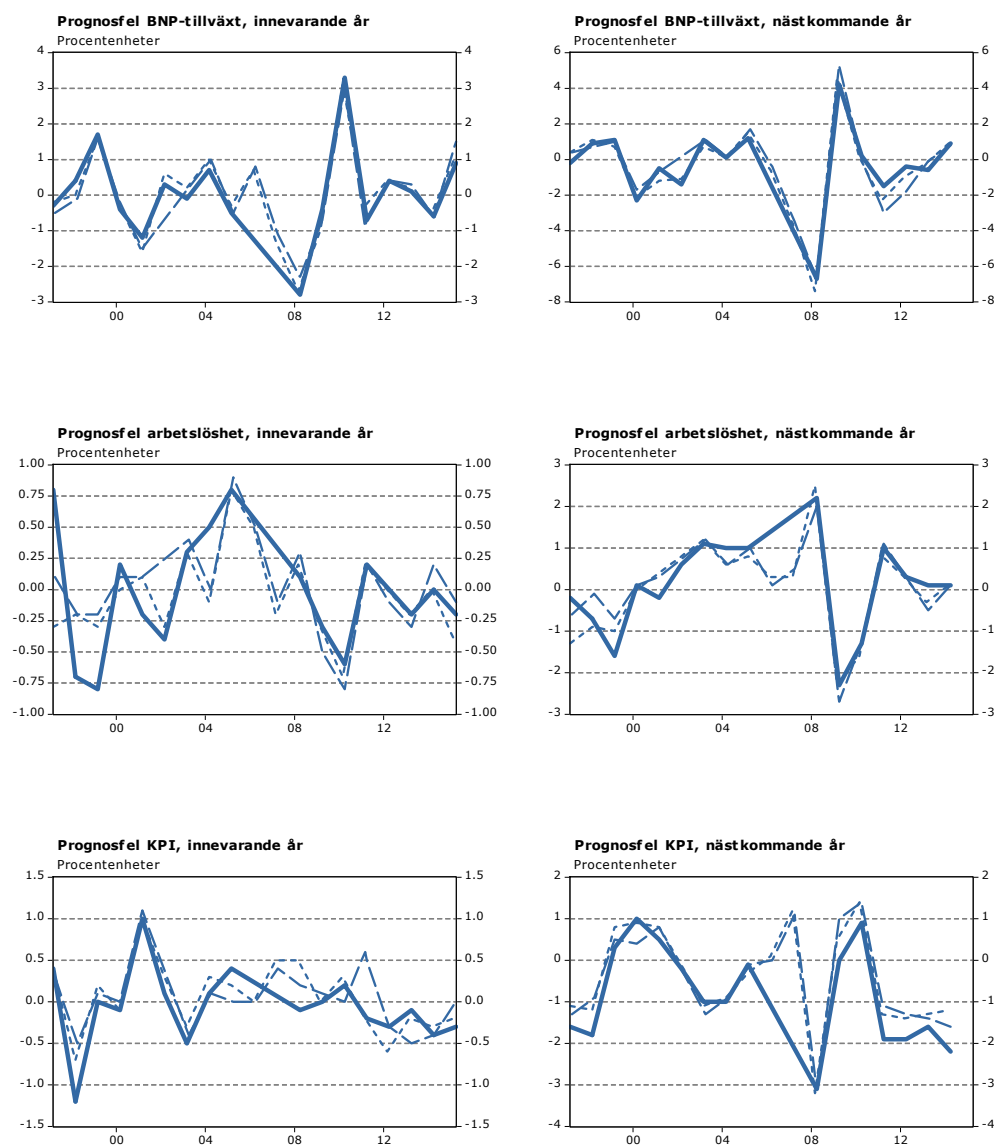 Prognosfel BNP-tillväxt, innevarande år
Procentenheter
4 4
3 3
2 2
1 1
0 0
-1 -1
-2 -2
-3 -3
00 04 08 12
Prognosfel BNP-tillväxt, nästkommande år
Procentenheter
6 6
4 4
2 2
0 0
-2 -2
-4 -4
-6 -6
-8 -8
00 04 08 12
Prognosfel arbetslöshet, innevarande år
Procentenheter
1.00 1.00
0.75 0.75
0.50 0.50
0.25 0.25
0.00 0.00
-0.25 -0.25
-0.50 -0.50
-0.75 -0.75
-1.00 -1.00
00 04 08 12
Prognosfel arbetslöshet, nästkommande år
Procentenheter
3 3
2 2
1 1
0 0
-1 -1
-2 -2
-3 -3
00 04 08 12
Prognosfel KPI, innevarande år
Procentenheter
1.5 1.5
1.0 1.0
0.5 0.5
0.0 0.0
-0.5 -0.5
-1.0 -1.0
-1.5 -1.5
00 04 08 12
Prognosfel KPI, nästkommande år
Procentenheter
2 2
1 1
0 0
-1 -1
-2 -2
-3 -3
-4 -4
00 04 08 12